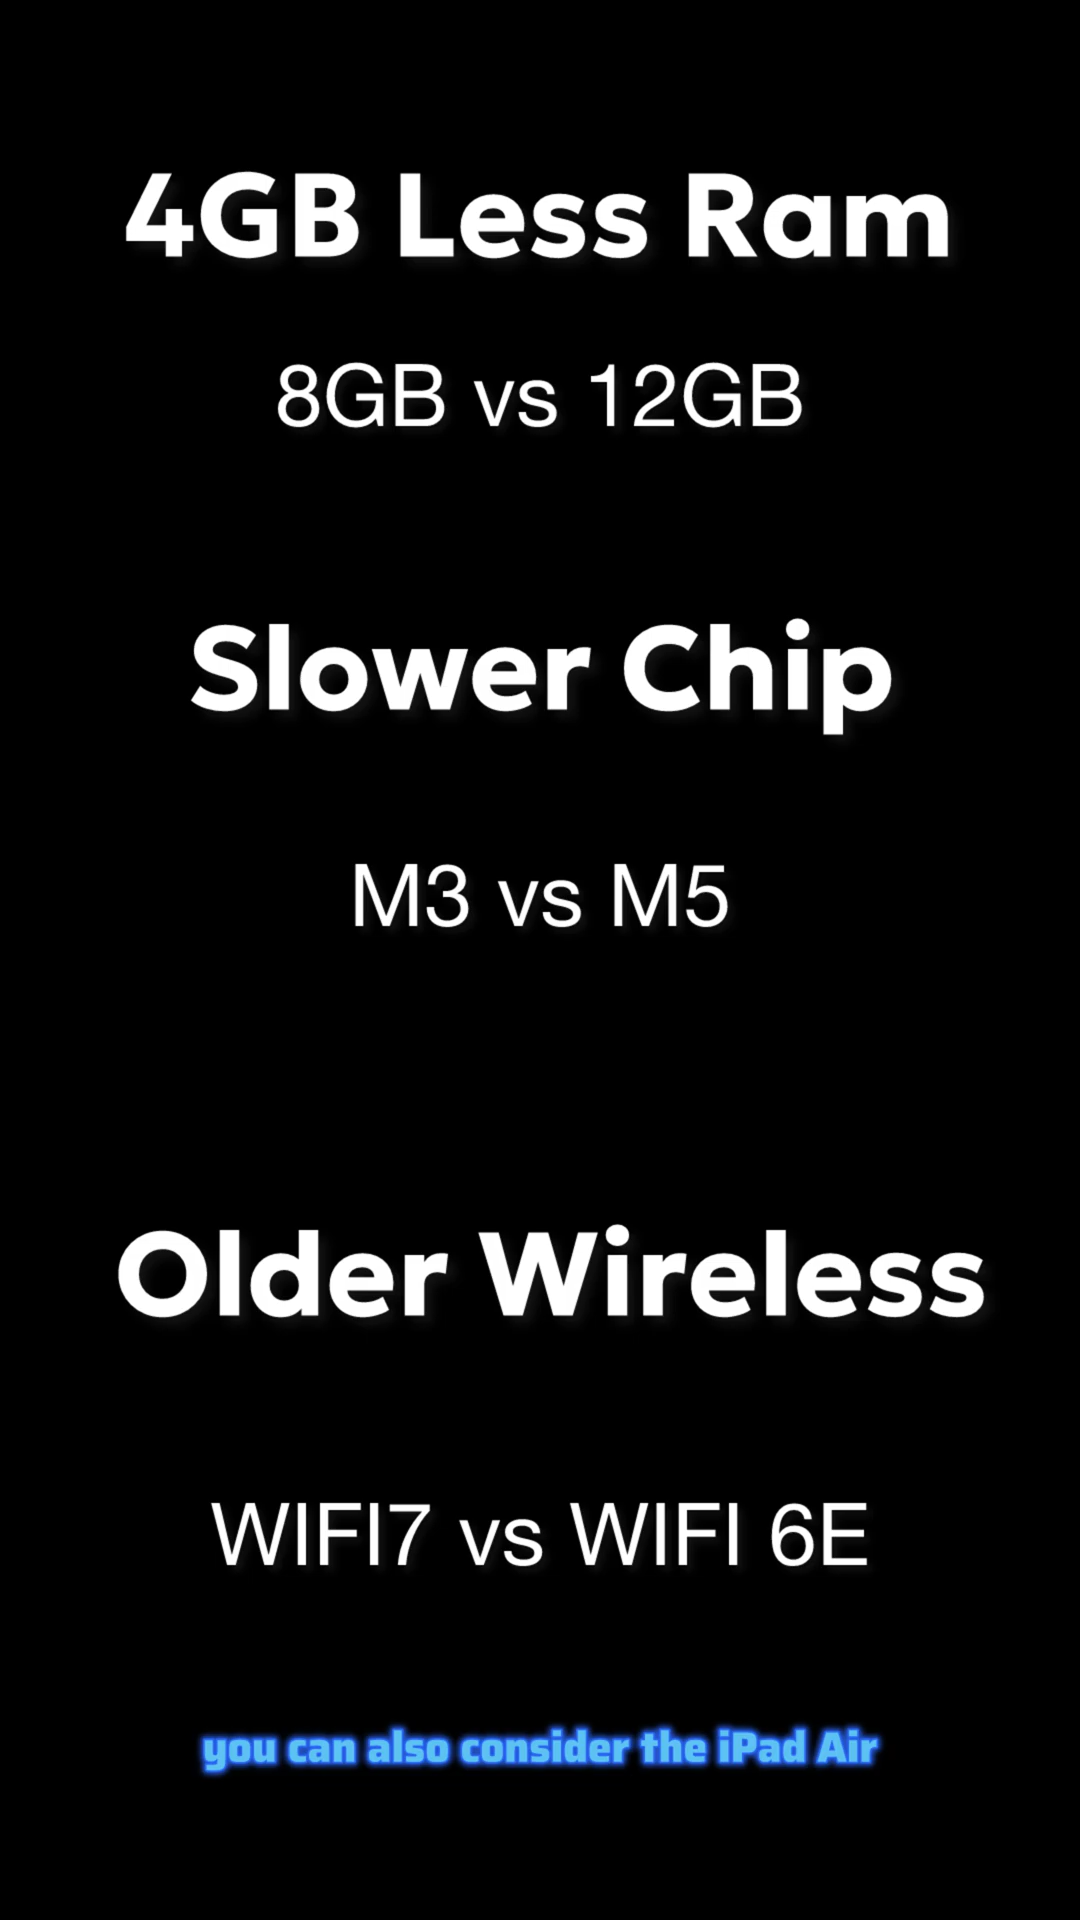 4GB Less Ram
8GB vs 12GB
Slower Chip
M3 vs M5
Older Wireless
WIFI7 vs WIFI 6E
you can also consider the iPad Air